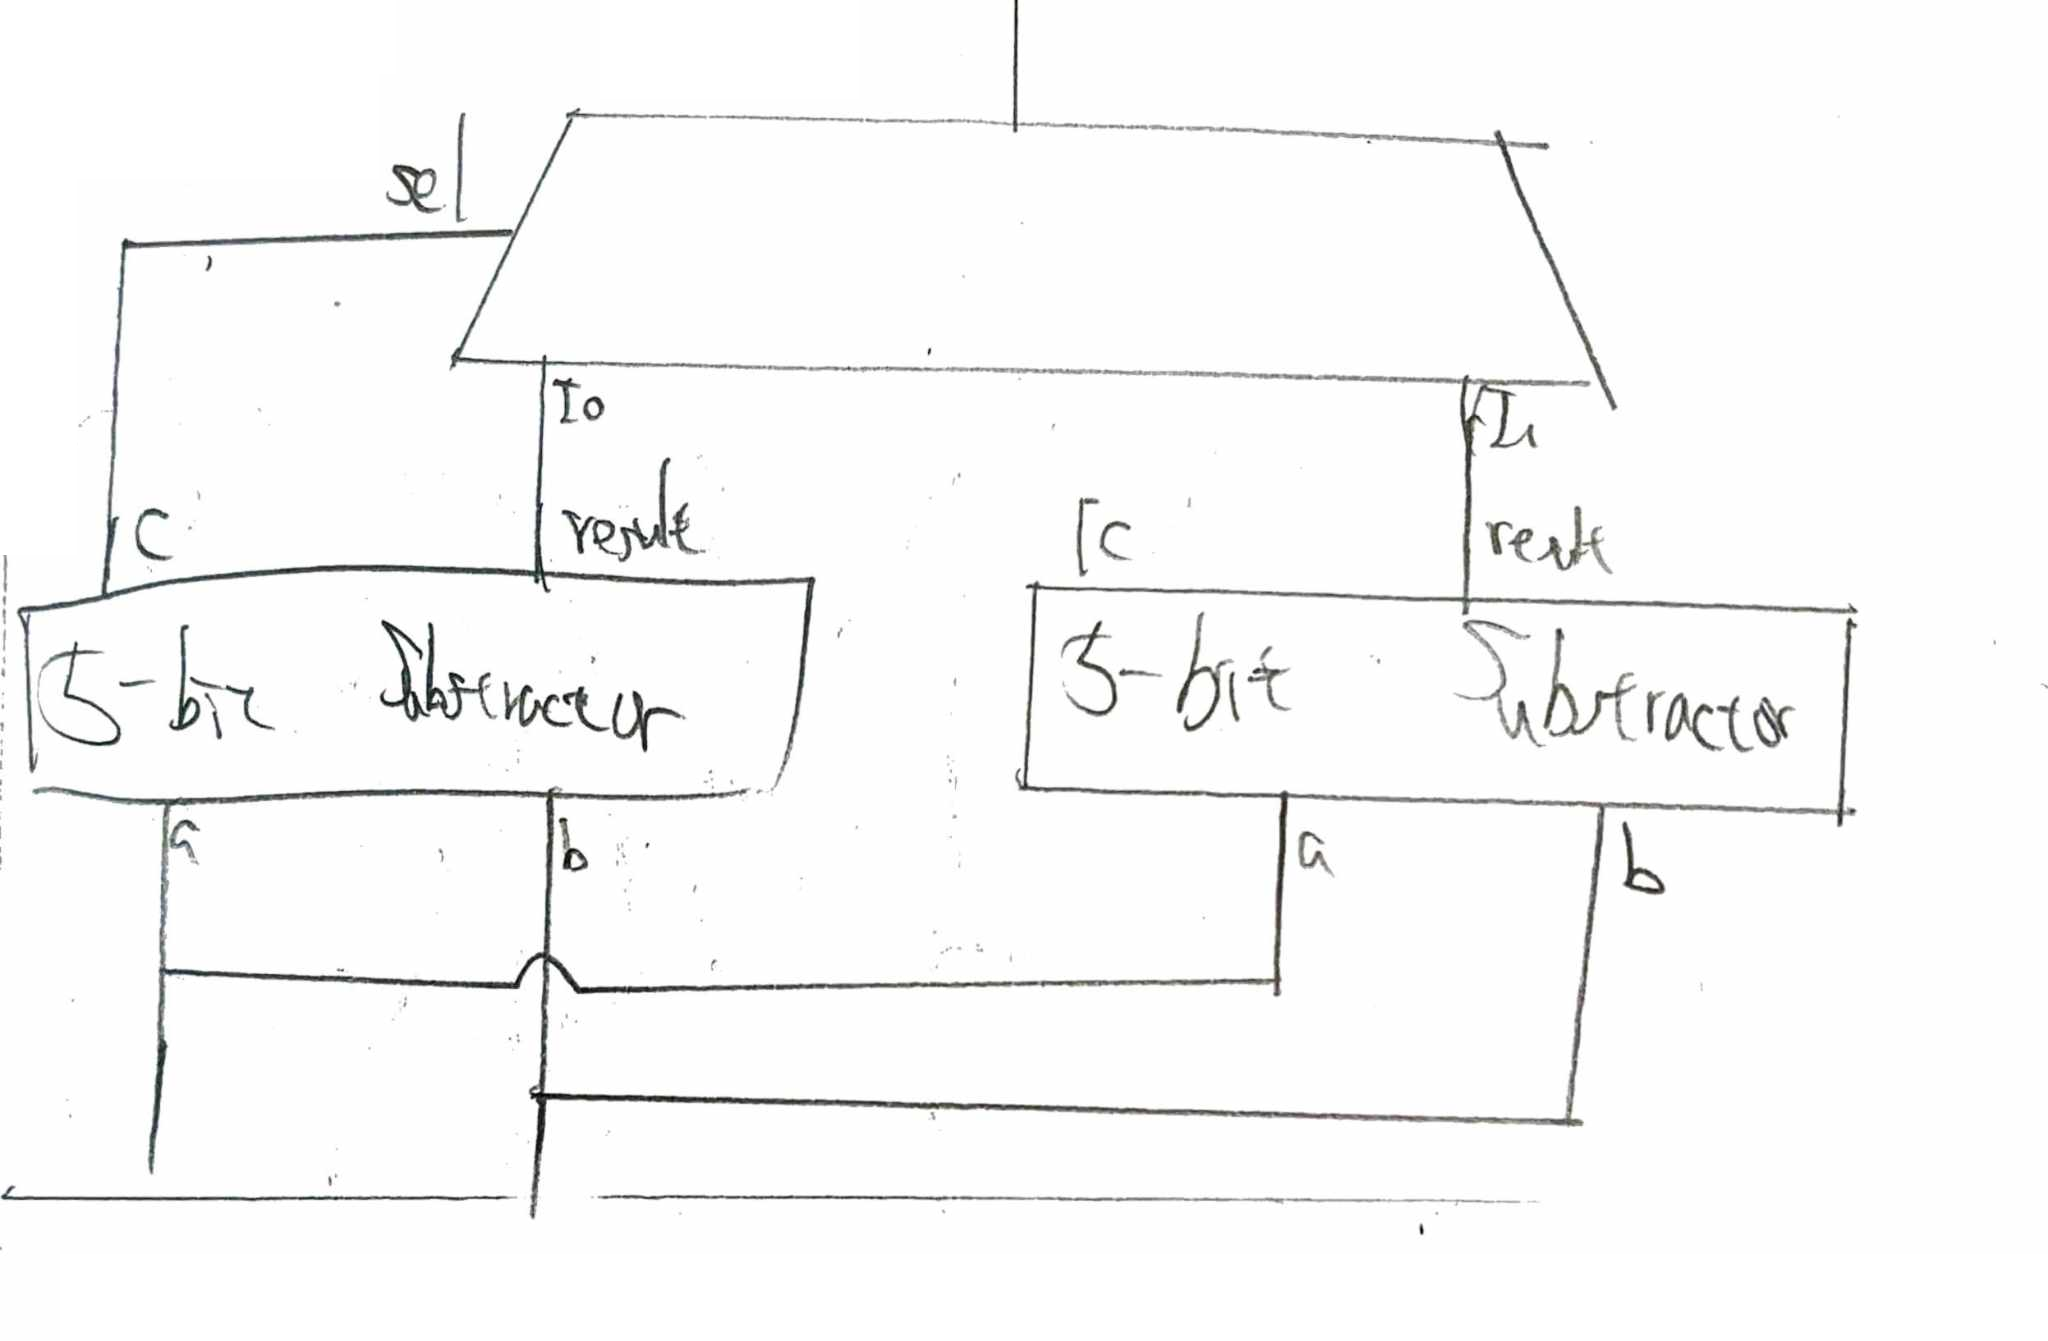 sel
I0 I1
C result C result
5-bit Subtractor 5-bit Subtractor
a b a b